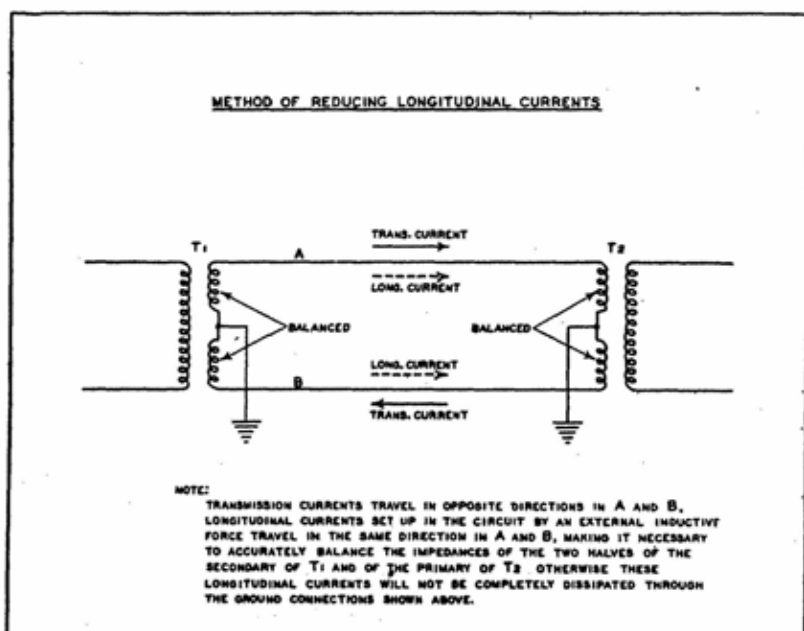 METHOD OF REDUCING LONGITUDINAL CURRENTS
TRANS. CURRENT
T1
A
T2
LONG. CURRENT
BALANCED
BALANCED
LONG. CURRENT
B
TRANS. CURRENT
NOTE:
TRANSMISSION CURRENTS TRAVEL IN OPPOSITE DIRECTIONS IN A AND B,
LONGITUDINAL CURRENTS SET UP IN THE CIRCUIT BY AN EXTERNAL INDUCTIVE
FORCE TRAVEL IN THE SAME DIRECTION IN A AND B, MAKING IT NECESSARY
TO ACCURATELY BALANCE THE IMPEDANCES OF THE TWO HALVES OF THE
SECONDARY OF T1 AND OF THE PRIMARY OF T2 OTHERWISE THESE
LONGITUDINAL CURRENTS WILL NOT BE COMPLETELY DISSIPATED THROUGH
THE GROUND CONNECTIONS SHOWN ABOVE.